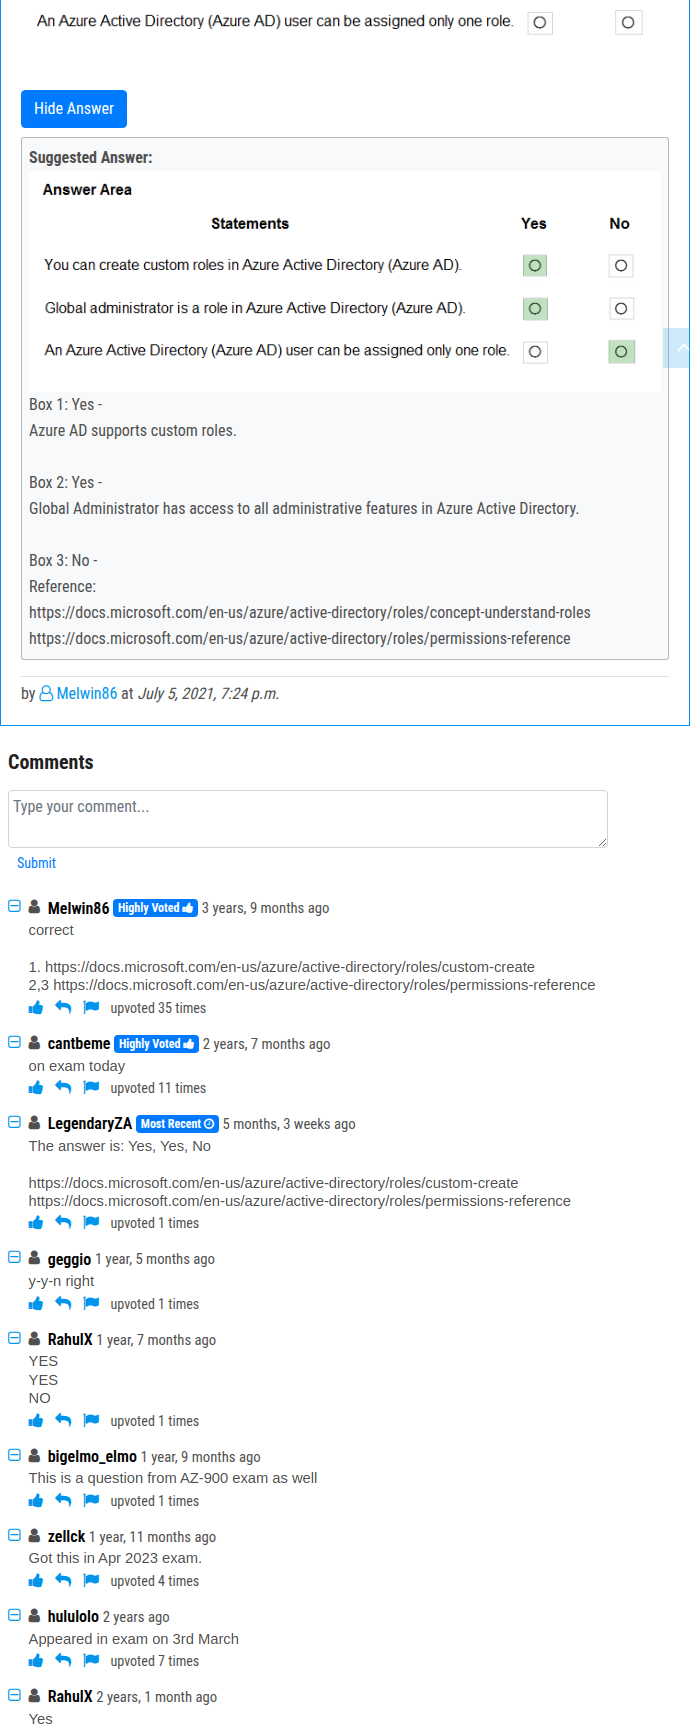 An Azure Active Directory (Azure AD) user can be assigned only one role.
Hide Answer
Suggested Answer:
Answer Area
Statements Yes No
You can create custom roles in Azure Active Directory (Azure AD).
Global administrator is a role in Azure Active Directory (Azure AD).
An Azure Active Directory (Azure AD) user can be assigned only one role.
Box 1: Yes -
Azure AD supports custom roles.
Box 2: Yes -
Global Administrator has access to all administrative features in Azure Active Directory.
Box 3: No -
Reference:
https://docs.microsoft.com/en-us/azure/active-directory/roles/concept-understand-roles
https://docs.microsoft.com/en-us/azure/active-directory/roles/permissions-reference
by Melwin86 at July 5, 2021, 7:24 p.m.
Comments
Type your comment...
Submit
Melwin86 Highly Voted 3 years, 9 months ago
correct
1. https://docs.microsoft.com/en-us/azure/active-directory/roles/custom-create
2,3 https://docs.microsoft.com/en-us/azure/active-directory/roles/permissions-reference
upvoted 35 times
cantbeme Highly Voted 2 years, 7 months ago
on exam today
upvoted 11 times
LegendaryZA Most Recent 5 months, 3 weeks ago
The answer is: Yes, Yes, No
https://docs.microsoft.com/en-us/azure/active-directory/roles/custom-create
https://docs.microsoft.com/en-us/azure/active-directory/roles/permissions-reference
upvoted 1 times
geggio 1 year, 5 months ago
y-y-n right
upvoted 1 times
RahulX 1 year, 7 months ago
YES
YES
NO
upvoted 1 times
bigelmo_elmo 1 year, 9 months ago
This is a question from AZ-900 exam as well
upvoted 1 times
zellck 1 year, 11 months ago
Got this in Apr 2023 exam.
upvoted 4 times
hululolo 2 years ago
Appeared in exam on 3rd March
upvoted 7 times
RahulX 2 years, 1 month ago
Yes